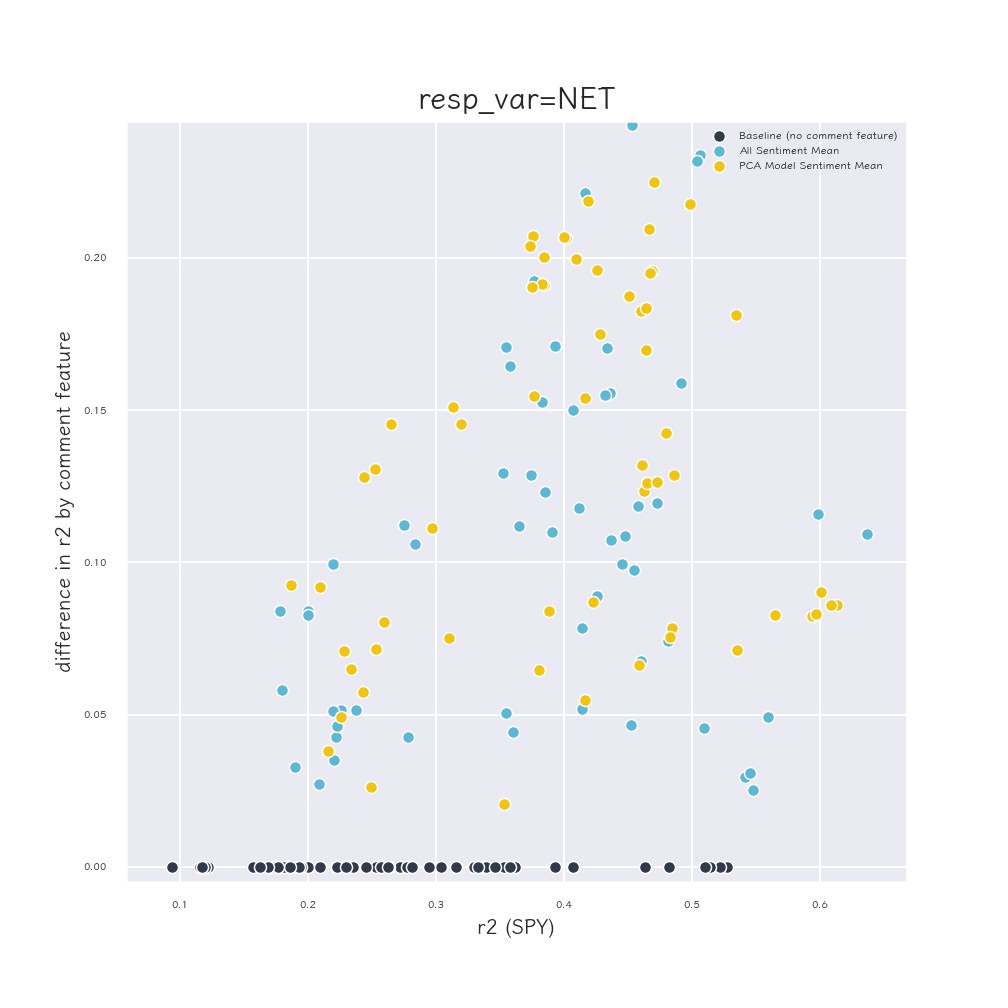 resp_var=NET
Baseline (no comment feature)
All Sentiment Mean
PCA Model Sentiment Mean
difference in r2 by comment feature
0.20
0.15
0.10
0.05
0.00
0.1 0.2 0.3 0.4 0.5 0.6
r2 (SPY)